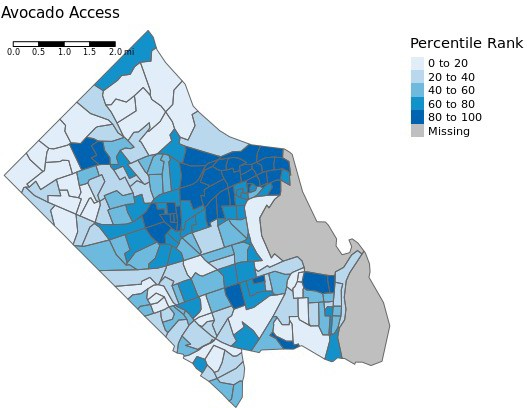 Avocado Access
0.0 0.5 1.0 1.5 2.0 mi
Percentile Rank
0 to 20
20 to 40
40 to 60
60 to 80
80 to 100
Missing